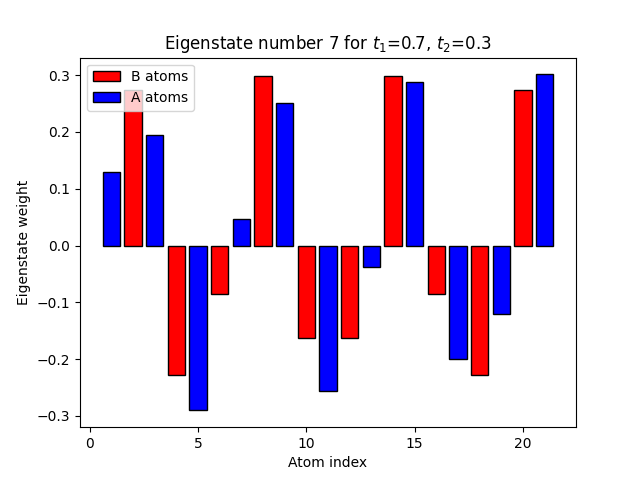 Eigenstate number 7 for t₁=0.7, t₂=0.3
B atoms
A atoms
Eigenstate weight
0.3
0.2
0.1
0.0
−0.1
−0.2
−0.3
0 5 10 15 20
Atom index